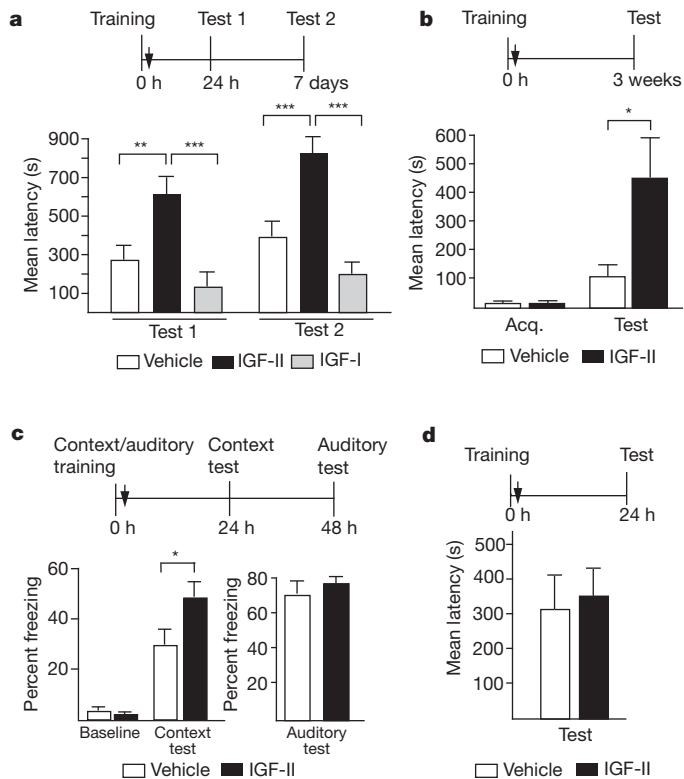 a
Training Test 1 Test 2
0 h 24 h 7 days
*** ***
** ***
900
700
500
300
100
Mean latency (s)
Test 1 Test 2
Vehicle IGF-II IGF-I
b
Training Test
0 h 3 weeks
*
600
500
400
300
200
100
Mean latency (s)
Acq. Test
Vehicle IGF-II
c
Context/auditory training
Context test
Auditory test
0 h 24 h 48 h
*
60
40
20
Percent freezing
Baseline Context test
80
60
40
20
Percent freezing
Auditory test
Vehicle IGF-II
d
Training Test
0 h 24 h
500
400
300
200
100
Mean latency (s)
Test
Vehicle IGF-II